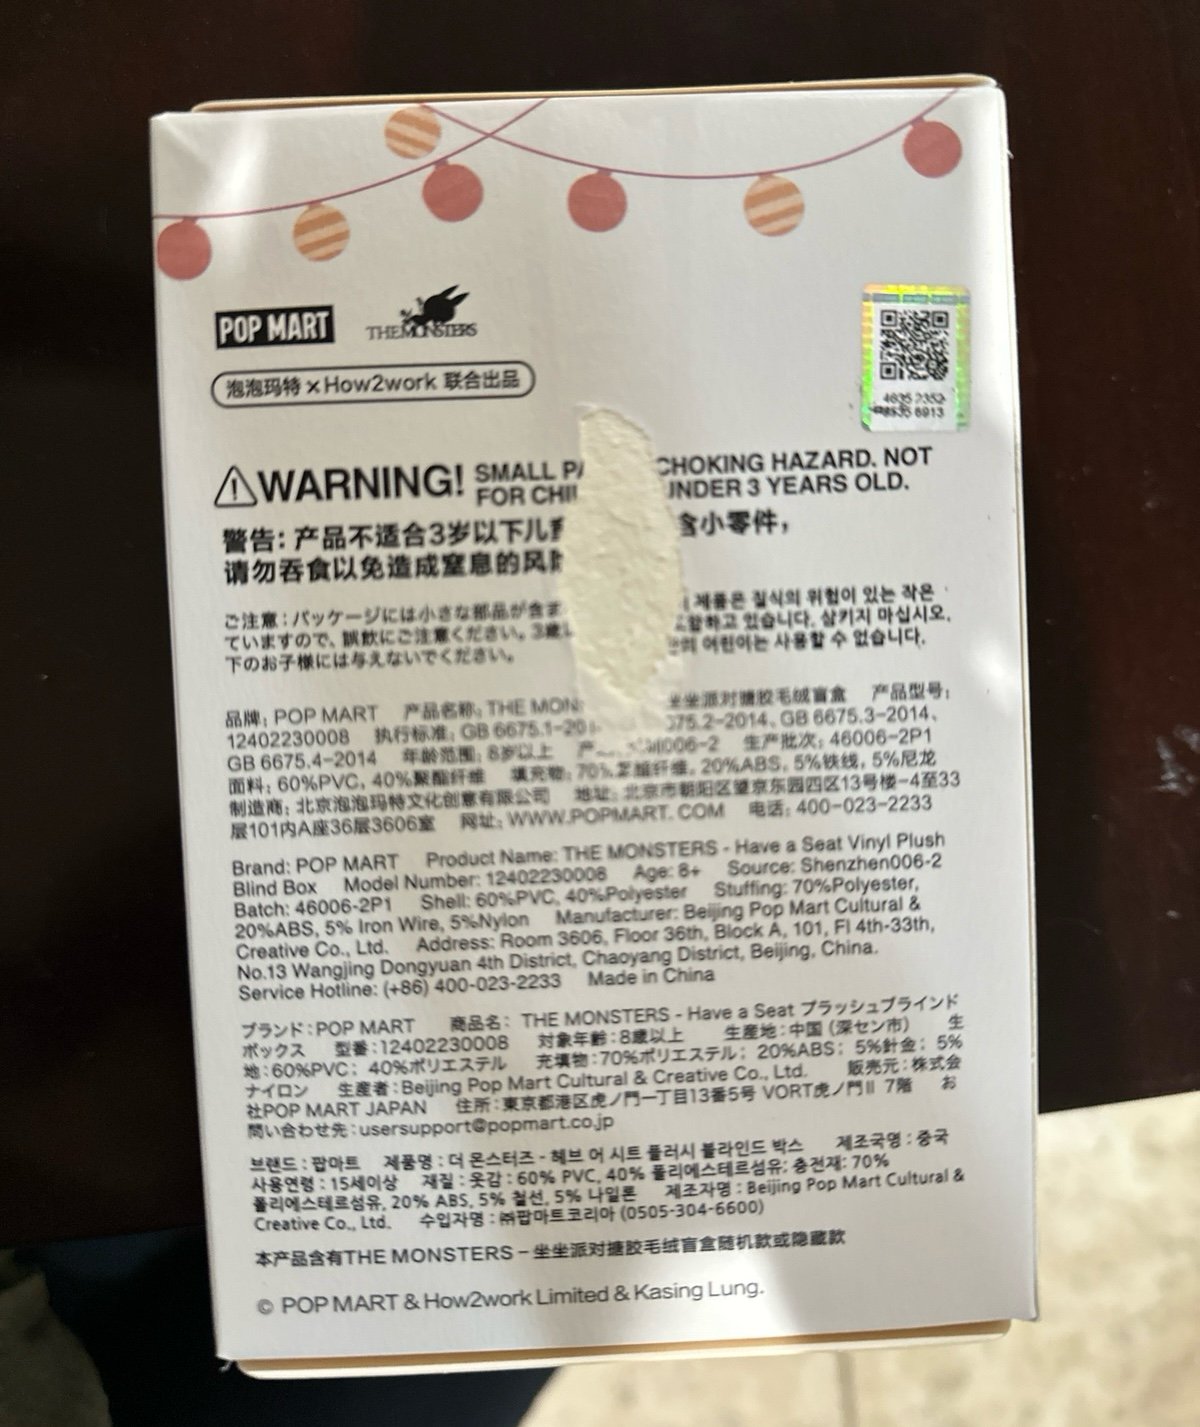 POP MART
THE MONSTERS
泡泡玛特 × How2work 联合出品
4635 2352
6913
WARNING! SMALL CHOKING HAZARD. NOT
FOR UNDER 3 YEARS OLD.
警告: 产品不适合3岁以下儿 含小零件,
请勿吞食以免造成窒息的风
ご注意：パッケージには小さな部品が含ま
ていますので、誤飲にご注意ください。3歳
下のお子様には与えないでください。
제품은 질식의 위험이 있는 작은
하고 있습니다. 삼키지 마십시오.
어린이는 사용할 수 없습니다.
品牌: POP MART 产品名称: THE MON 坐坐派对搪胶毛绒盲盒 产品型号:
12402230008 执行标准: GB 6675.1-20 75.2-2014、GB 6675.3-2014、
GB 6675.4-2014 年龄范围: 8岁以上 006-2 生产批次: 46006-2P1
面料: 60%PVC, 40%聚酯纤维 填充物: 70% 纤维, 20%ABS, 5%铁线, 5%尼龙
制造商: 北京泡泡玛特文化创意有限公司 地址: 北京市朝阳区望京东园四区13号楼-4至33
层101内A座36层3606室 网址: WWW.POPMART. COM 电话: 400-023-2233
Brand: POP MART Product Name: THE MONSTERS - Have a Seat Vinyl Plush
Blind Box Model Number: 12402230008 Age: 8+ Source: Shenzhen006-2
Batch: 46006-2P1 Shell: 60%PVC, 40%Polyester Stuffing: 70%Polyester,
20%ABS, 5% Iron Wire, 5%Nylon Manufacturer: Beijing Pop Mart Cultural &
Creative Co., Ltd. Address: Room 3606, Floor 36th, Block A, 101, Fl 4th-33th,
No.13 Wangjing Dongyuan 4th District, Chaoyang District, Beijing, China.
Service Hotline: (+86) 400-023-2233 Made in China
ブランド：POP MART 商品名： THE MONSTERS - Have a Seat プラッシュブラインド
ボックス 型番：12402230008 対象年齢：8歳以上 生産地：中国（深セン市） 生
地：60%PVC；40%ポリエステル 充填物：70%ポリエステル；20%ABS；5%針金；5%
ナイロン 生産者：Beijing Pop Mart Cultural & Creative Co., Ltd. 販売元：株式会
社POP MART JAPAN 住所：東京都港区虎ノ門一丁目13番5号 VORT虎ノ門Ⅱ 7階 お
問い合わせ先：usersupport@popmart.co.jp
브랜드 : 팝마트 제품명 : 더 몬스터즈 - 헤브 어 시트 플러시 블라인드 박스 제조국명 : 중국
사용연령 : 15세이상 재질 : 옷감 : 60% PVC, 40% 폴리에스테르섬유; 충전재: 70%
폴리에스테르섬유, 20% ABS, 5% 철선, 5% 나일론 제조자명 : Beijing Pop Mart Cultural &
Creative Co., Ltd. 수입자명 : ㈜팝마트코리아 (0505-304-6600)
本产品含有THE MONSTERS – 坐坐派对搪胶毛绒盲盒随机款或隐藏款
© POP MART & How2work Limited & Kasing Lung.